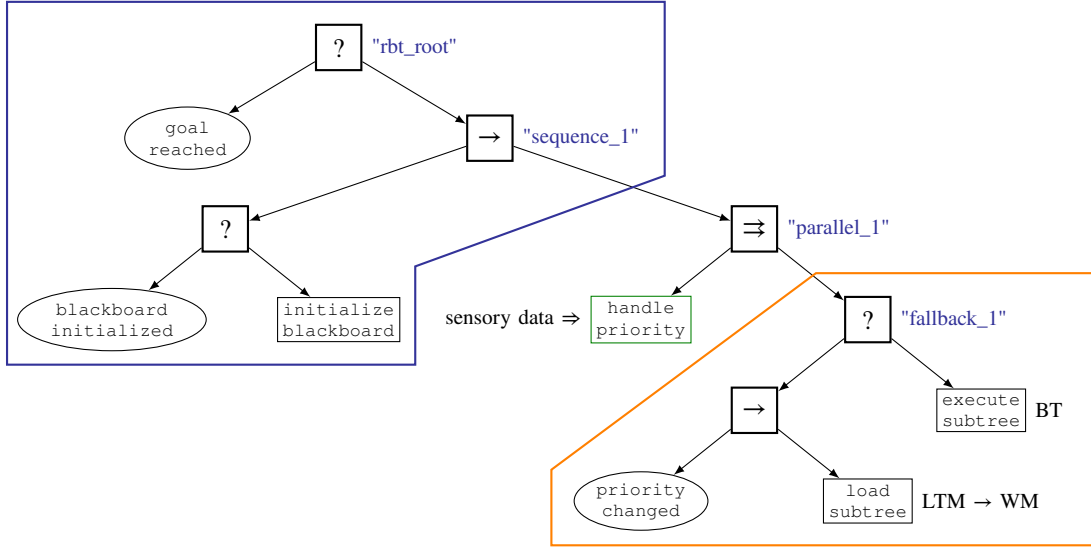 ? "rbt_root"
goal
reached
→ "sequence_1"
?
⇉ "parallel_1"
blackboard
initialized
initialize
blackboard
sensory data ⇒
handle
priority
? "fallback_1"
→
execute
subtree
BT
priority
changed
load
subtree
LTM → WM